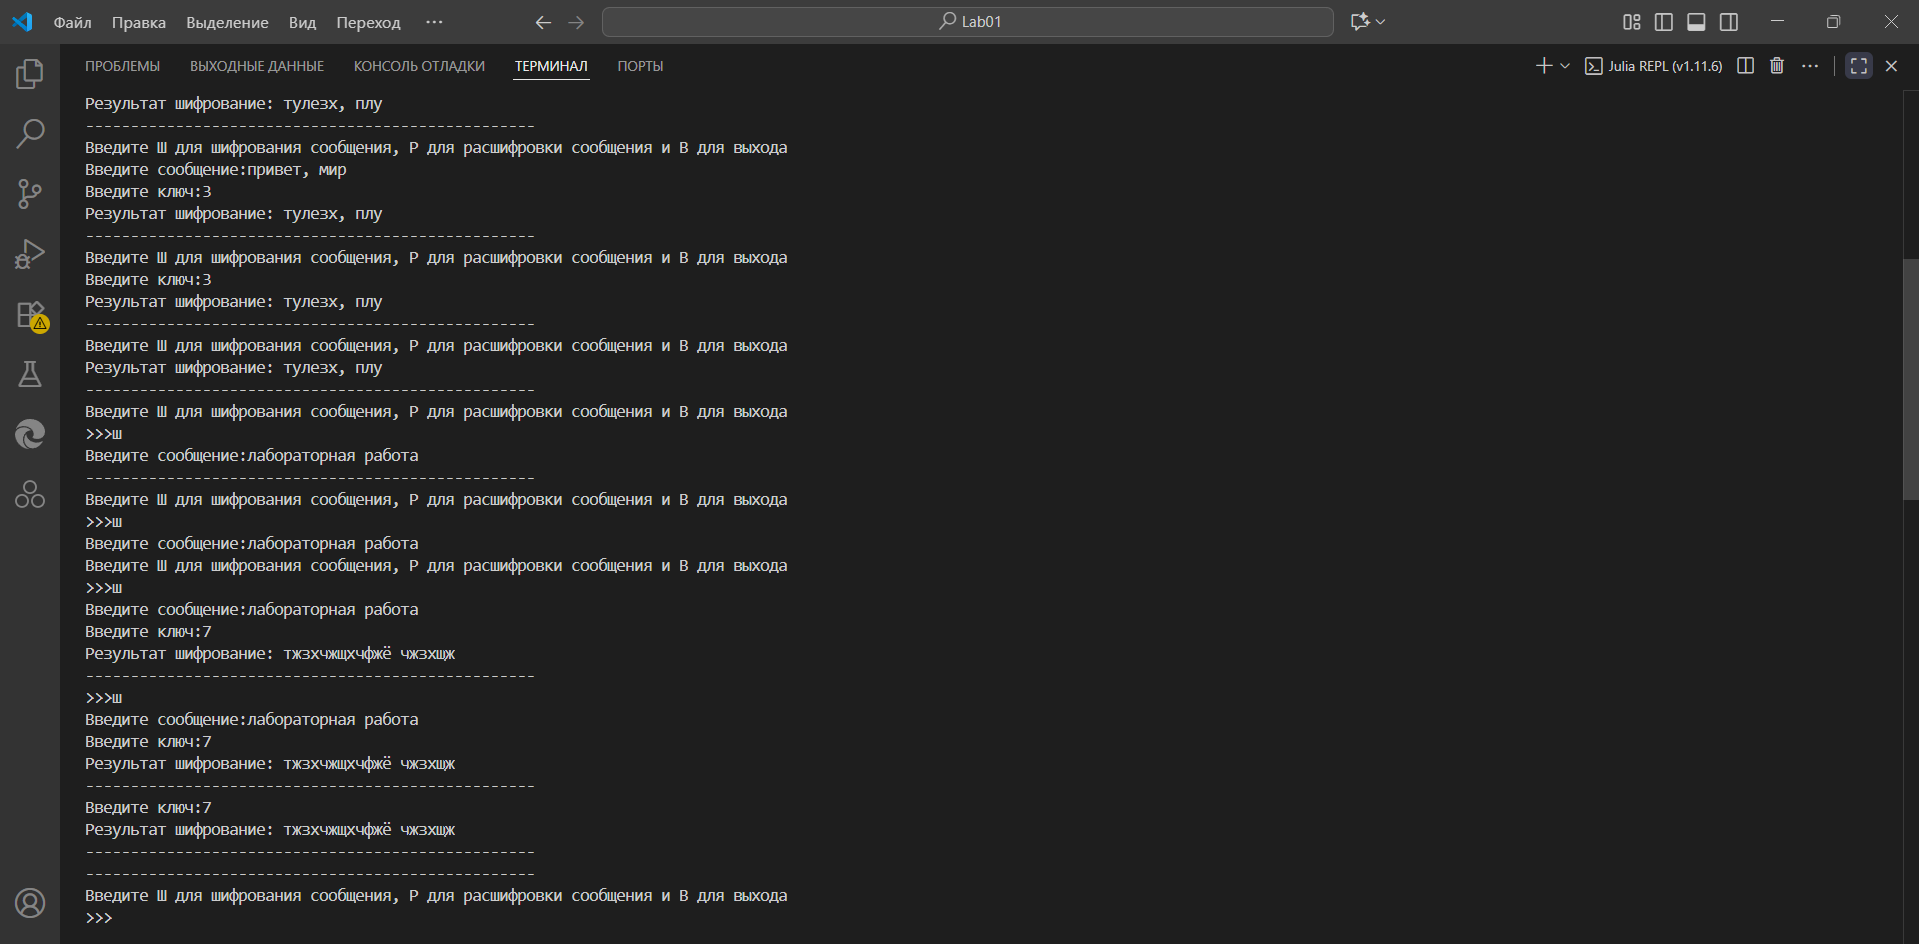 Файл Правка Выделение Вид Переход ··· Lab01
ПРОБЛЕМЫ ВЫХОДНЫЕ ДАННЫЕ КОНСОЛЬ ОТЛАДКИ ТЕРМИНАЛ ПОРТЫ Julia REPL (v1.11.6) ···
Результат шифрование: тулезх, плу
--------------------------------------------------
Введите Ш для шифрования сообщения, Р для расшифровки сообщения и В для выхода
Введите сообщение:привет, мир
Введите ключ:3
Результат шифрование: тулезх, плу
--------------------------------------------------
Введите Ш для шифрования сообщения, Р для расшифровки сообщения и В для выхода
Введите ключ:3
Результат шифрование: тулезх, плу
--------------------------------------------------
Введите Ш для шифрования сообщения, Р для расшифровки сообщения и В для выхода
Результат шифрование: тулезх, плу
--------------------------------------------------
Введите Ш для шифрования сообщения, Р для расшифровки сообщения и В для выхода
>>>ш
Введите сообщение:лабораторная работа
--------------------------------------------------
Введите Ш для шифрования сообщения, Р для расшифровки сообщения и В для выхода
>>>ш
Введите сообщение:лабораторная работа
Введите Ш для шифрования сообщения, Р для расшифровки сообщения и В для выхода
>>>ш
Введите сообщение:лабораторная работа
Введите ключ:7
Результат шифрование: тжзхчжщхчфжё чжзхщж
--------------------------------------------------
>>>ш
Введите сообщение:лабораторная работа
Введите ключ:7
Результат шифрование: тжзхчжщхчфжё чжзхщж
--------------------------------------------------
Введите ключ:7
Результат шифрование: тжзхчжщхчфжё чжзхщж
--------------------------------------------------
--------------------------------------------------
Введите Ш для шифрования сообщения, Р для расшифровки сообщения и В для выхода
>>>